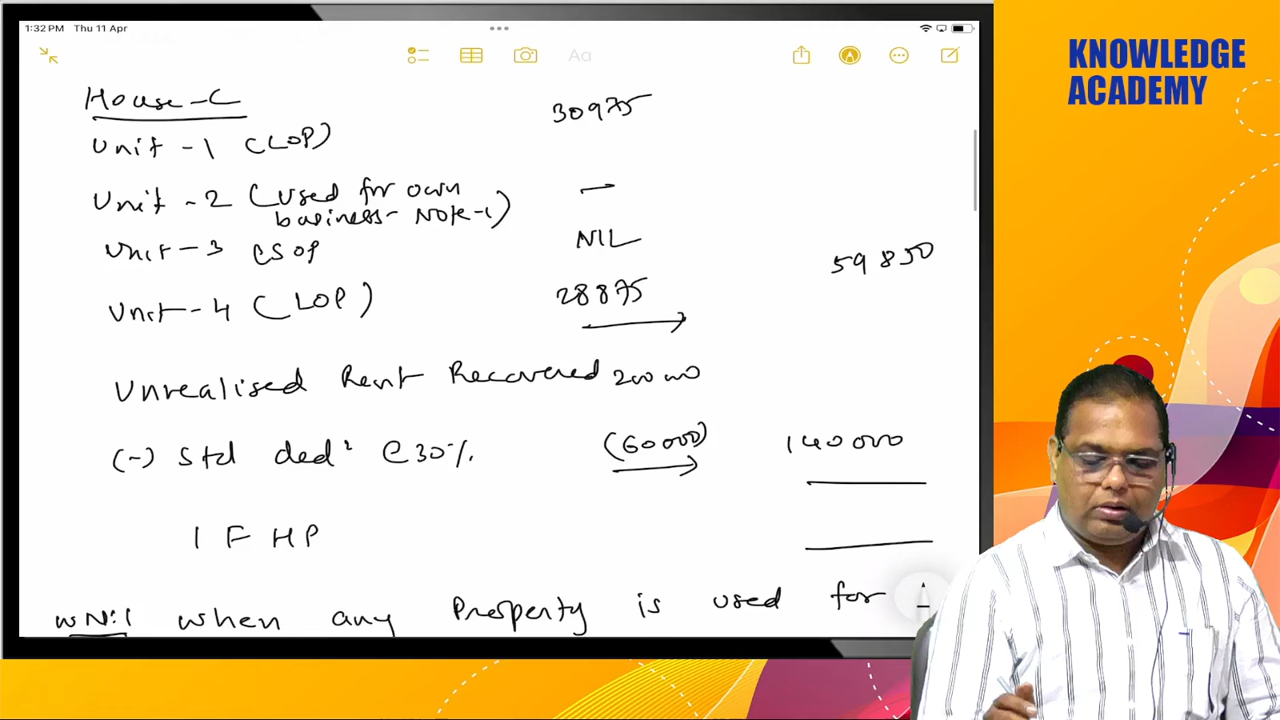 1:32 PM Thu 11 Apr
KNOWLEDGE
ACADEMY
Aa
House-C
Unit -1 (LOP) 30975
Unit -2 (Used for own business- Note-1) —
Unit -3 (SOP NIL
Unit -4 (LOP) 28875 59850
Unrealised Rent Recovered 200000
(-) Std dedⁿ @30%. (60000) 140000
IFHP
WN:1 When any Property is used for